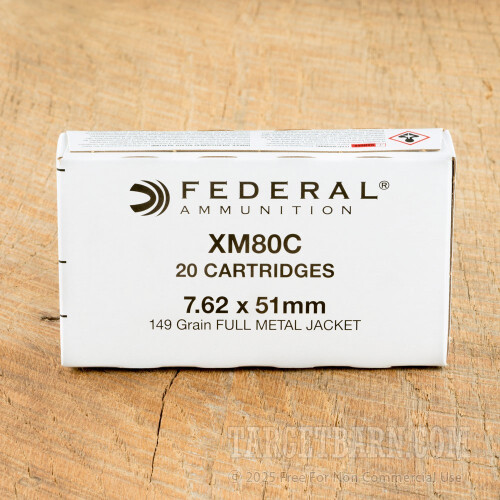 FEDERAL®
AMMUNITION
XM80C
20 CARTRIDGES
7.62 x 51mm
149 Grain FULL METAL JACKET
TARGETBARN.COM
© 2025 Free For Non Commercial Use